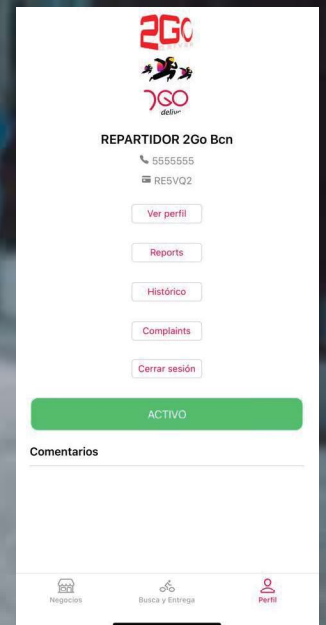 2GO
DELIVER
2GO
delive
REPARTIDOR 2Go Bcn
5555555
RE5VQ2
Ver perfil
Reports
Histórico
Complaints
Cerrar sesión
ACTIVO
Comentarios
Negocios
Busca y Entrega
Perfil